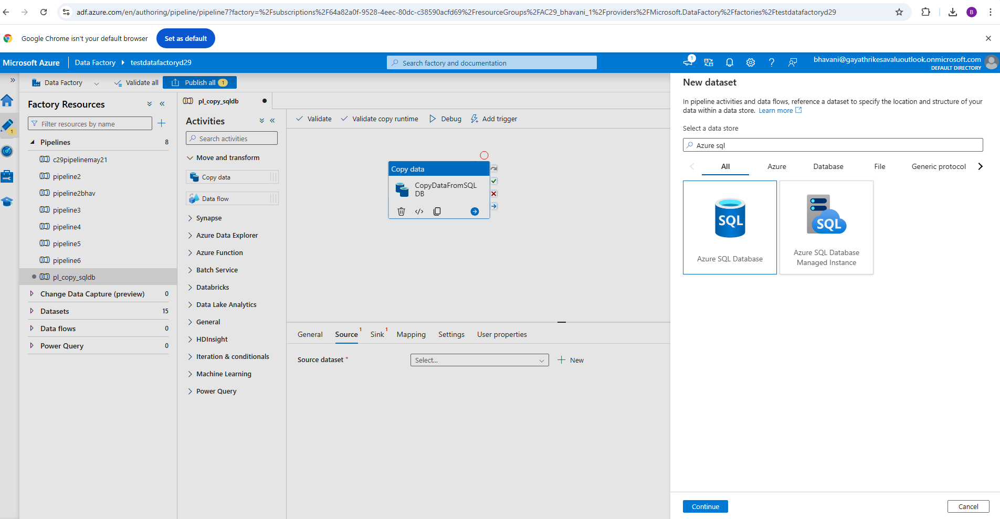 adf.azure.com/en/authoring/pipeline/pipeline7?factory=%2Fsubscriptions%2F64a82a0f-9528-4eec-80dc-c38590acfd69%2FresourceGroups%2FAC29_bhavani_1%2Fproviders%2FMicrosoft.DataFactory%2Ffactories%2Ftestdatafactoryd29
B
Google Chrome isn't your default browser
Set as default
Microsoft Azure
Data Factory
testdatafactoryd29
Search factory and documentation
1
bhavani@gayathrikesavaluoutlook.onmicrosoft.com
DEFAULT DIRECTORY
Data Factory
Validate all
Publish all 1
1
Factory Resources
Filter resources by name
Pipelines 8
c29pipelinemay21
pipeline2
pipeline2bhav
pipeline3
pipeline4
pipeline5
pipeline6
pl_copy_sqldb
Change Data Capture (preview) 0
Datasets 15
Data flows 0
Power Query 0
pl_copy_sqldb
Activities
Search activities
Move and transform
Copy data
Data flow
Synapse
Azure Data Explorer
Azure Function
Batch Service
Databricks
Data Lake Analytics
General
HDInsight
Iteration & conditionals
Machine Learning
Power Query
Validate
Validate copy runtime
Debug
Add trigger
Copy data
CopyDataFromSQL
DB
General
Source 1
Sink 1
Mapping
Settings
User properties
Source dataset *
Select...
New
New dataset
In pipeline activities and data flows, reference a dataset to specify the location and structure of your
data within a data store. Learn more
Select a data store
Azure sql
All
Azure
Database
File
Generic protocol
SQL
Azure SQL Database
SQL
Azure SQL Database
Managed Instance
Continue
Cancel